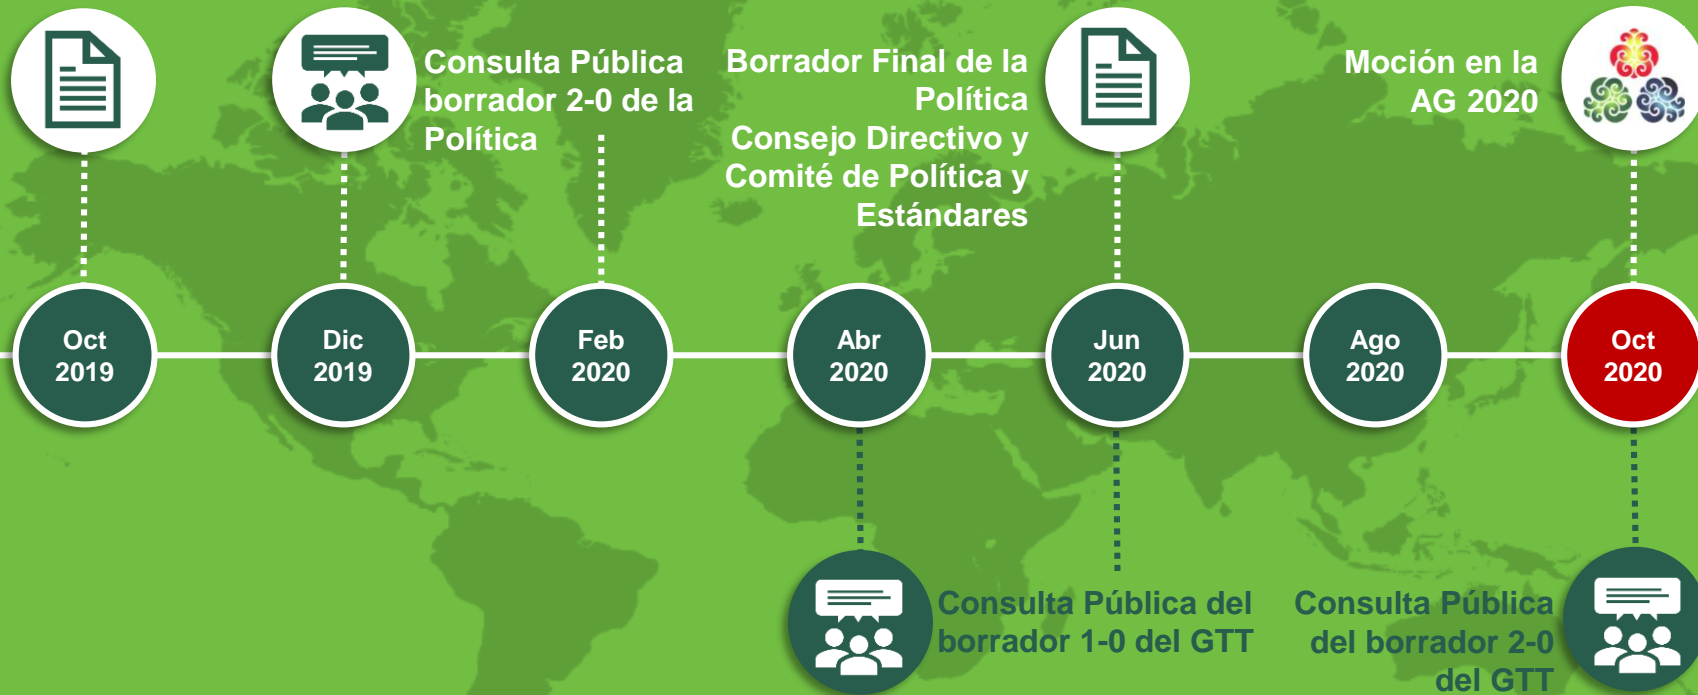 Consulta Pública
borrador 2-0 de la
Política
Borrador Final de la
Política
Consejo Directivo y
Comité de Política y
Estándares
Moción en la
AG 2020
Oct
2019
Dic
2019
Feb
2020
Abr
2020
Jun
2020
Ago
2020
Oct
2020
Consulta Pública del
borrador 1-0 del GTT
Consulta Pública
del borrador 2-0
del GTT